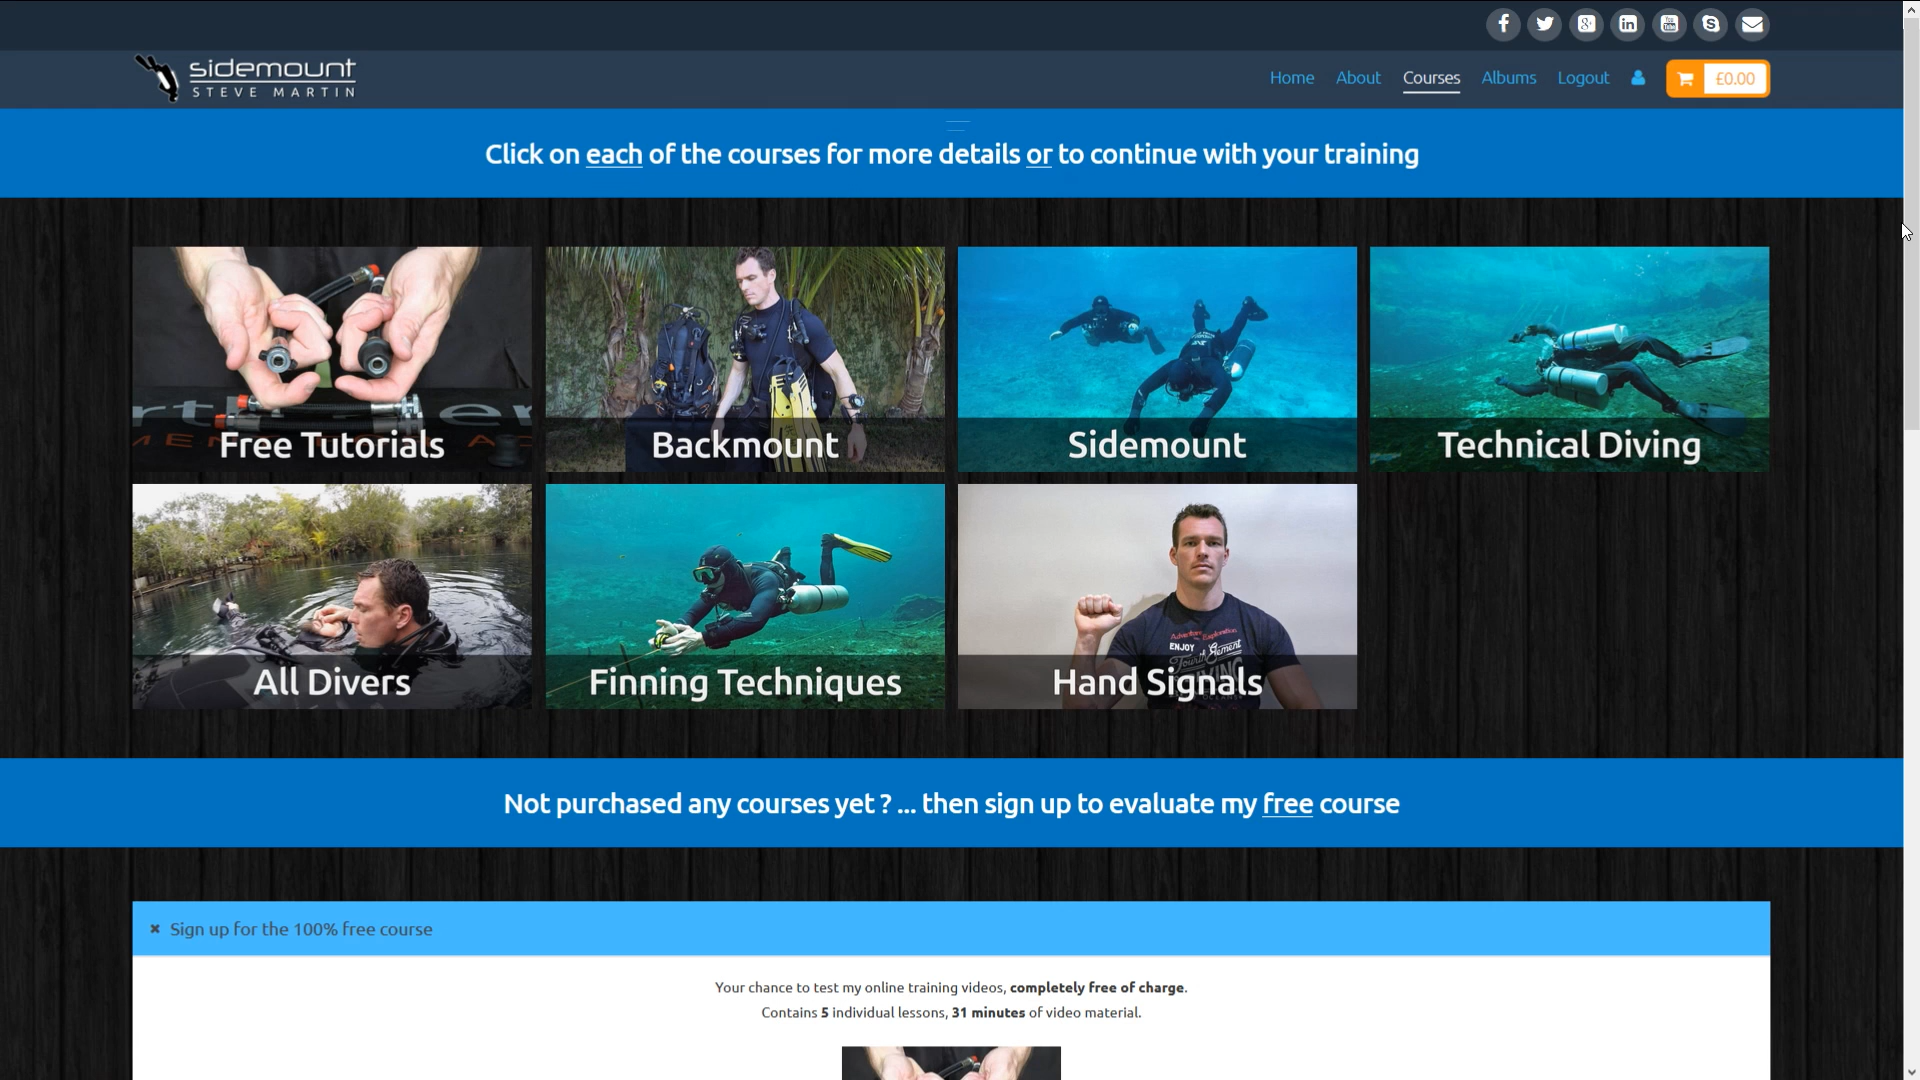 sidemount
STEVE MARTIN
Home About Courses Albums Logout £0.00
Click on each of the courses for more details or to continue with your training
Free Tutorials
Backmount
Sidemount
Technical Diving
All Divers
Finning Techniques
ENJOY
Hand Signals
Not purchased any courses yet ? ... then sign up to evaluate my free course
Sign up for the 100% free course
Your chance to test my online training videos, completely free of charge.
Contains 5 individual lessons, 31 minutes of video material.